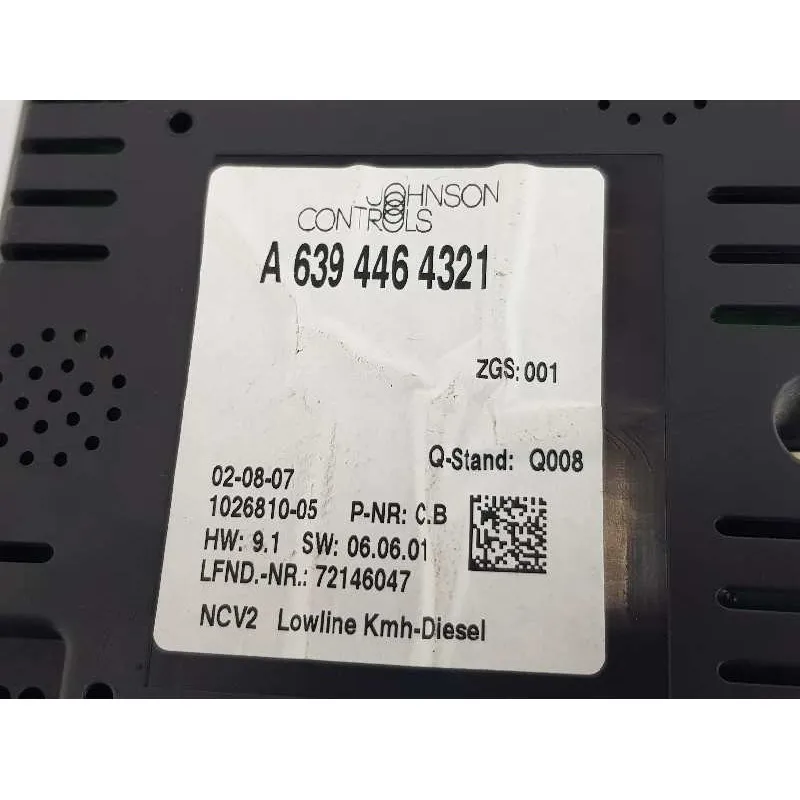 JOHNSON
CONTROLS
A 639 446 4321
ZGS: 001
Q-Stand: Q008
02-08-07
1026810-05 P-NR: C.B
HW: 9.1 SW: 06.06.01
LFND.-NR.: 72146047
NCV2 Lowline Kmh-Diesel